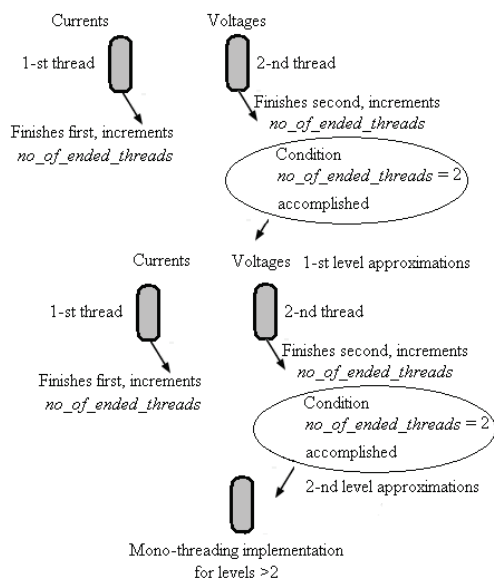 Currents Voltages
1-st thread 2-nd thread
Finishes first, increments
no_of_ended_threads
Finishes second, increments
no_of_ended_threads
Condition
no_of_ended_threads = 2
accomplished
Currents Voltages 1-st level approximations
1-st thread 2-nd thread
Finishes first, increments
no_of_ended_threads
Finishes second, increments
no_of_ended_threads
Condition
no_of_ended_threads = 2
accomplished
2-nd level approximations
Mono-threading implementation
for levels >2